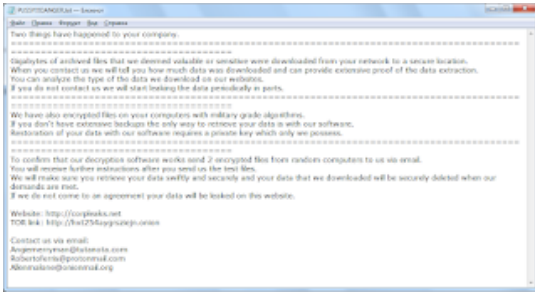 Файл Правка Формат Вид Справка
Two things have happened to your company.
==========================================================================================
========================================
Gigabytes of archived files that we deemed valuable or sensitive were downloaded from your network to a secure location.
When you contact us we will tell you how much data was downloaded and can provide extensive proof of the data extraction.
You can analyze the type of the data we download on our websites.
If you do not contact us we will start leaking the data periodically in parts.
==========================================================================================
========================================
We have also encrypted files on your computers with military grade algorithms.
If you don't have extensive backups the only way to retrieve your data is with our software.
Restoration of your data with our software requires a private key which only we possess.
==========================================================================================
========================================
To confirm that our decryption software works send 2 encrypted files from random computers to us via email.
You will receive further instructions after you send us the test files.
We will make sure you retrieve your data swiftly and securely and your data that we downloaded will be securely deleted when our
demands are met.
If we do not come to an agreement your data will be leaked on this website.
Website: http://corpleaks.net
TOR link:
Contact us via email: